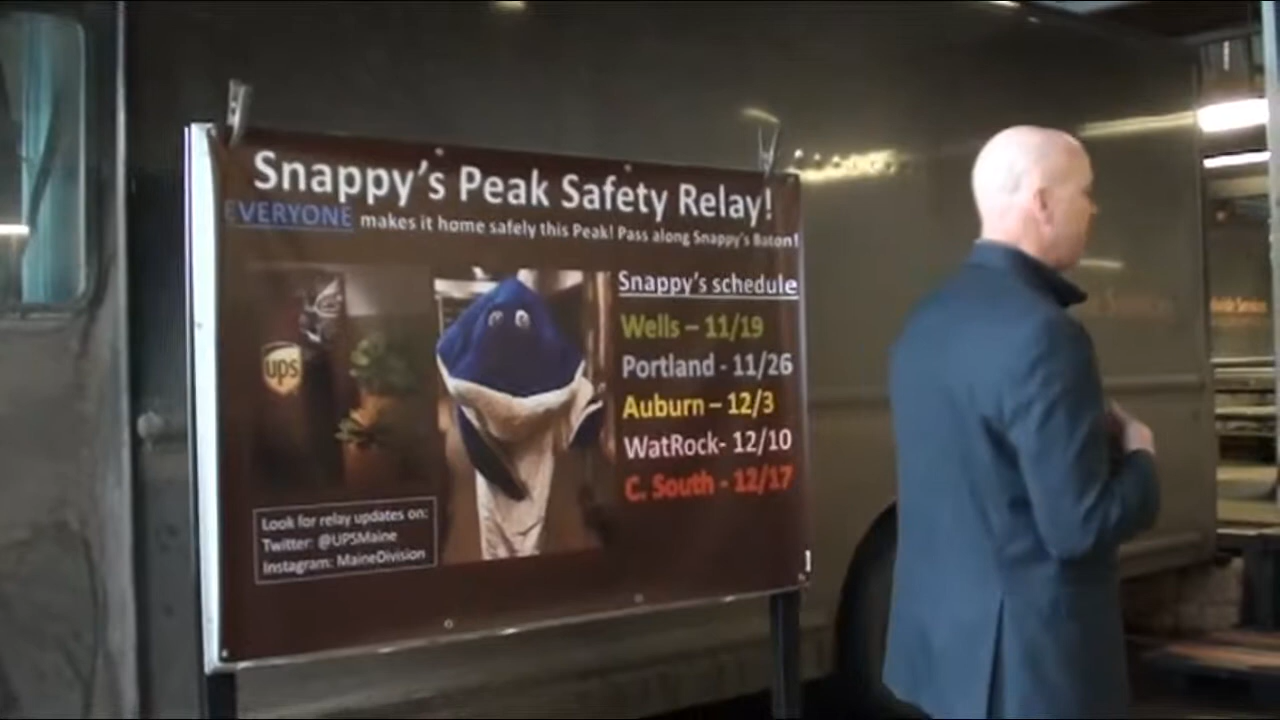 Snappy's Peak Safety Relay!
EVERYONE makes it home safely this Peak! Pass along Snappy's Baton!
Snappy's schedule
Wells – 11/19
Portland - 11/26
Auburn – 12/3
WatRock- 12/10
C. South - 12/17
ups
Look for relay updates on:
Twitter: @UPSMaine
Instagram: MaineDivision